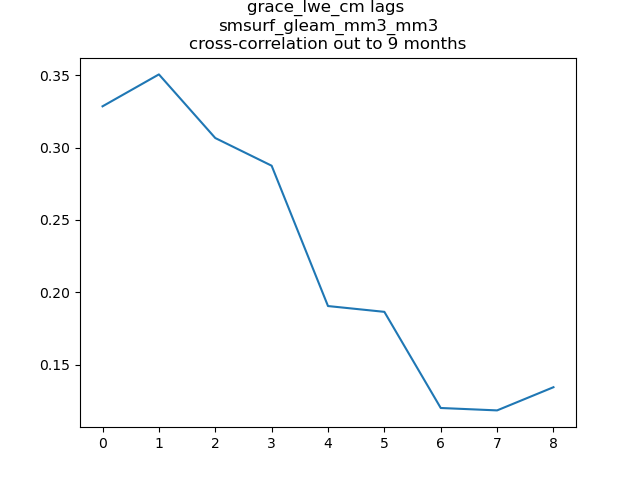 grace_lwe_cm lags
smsurf_gleam_mm3_mm3
cross-correlation out to 9 months
0.35
0.30
0.25
0.20
0.15
0 1 2 3 4 5 6 7 8